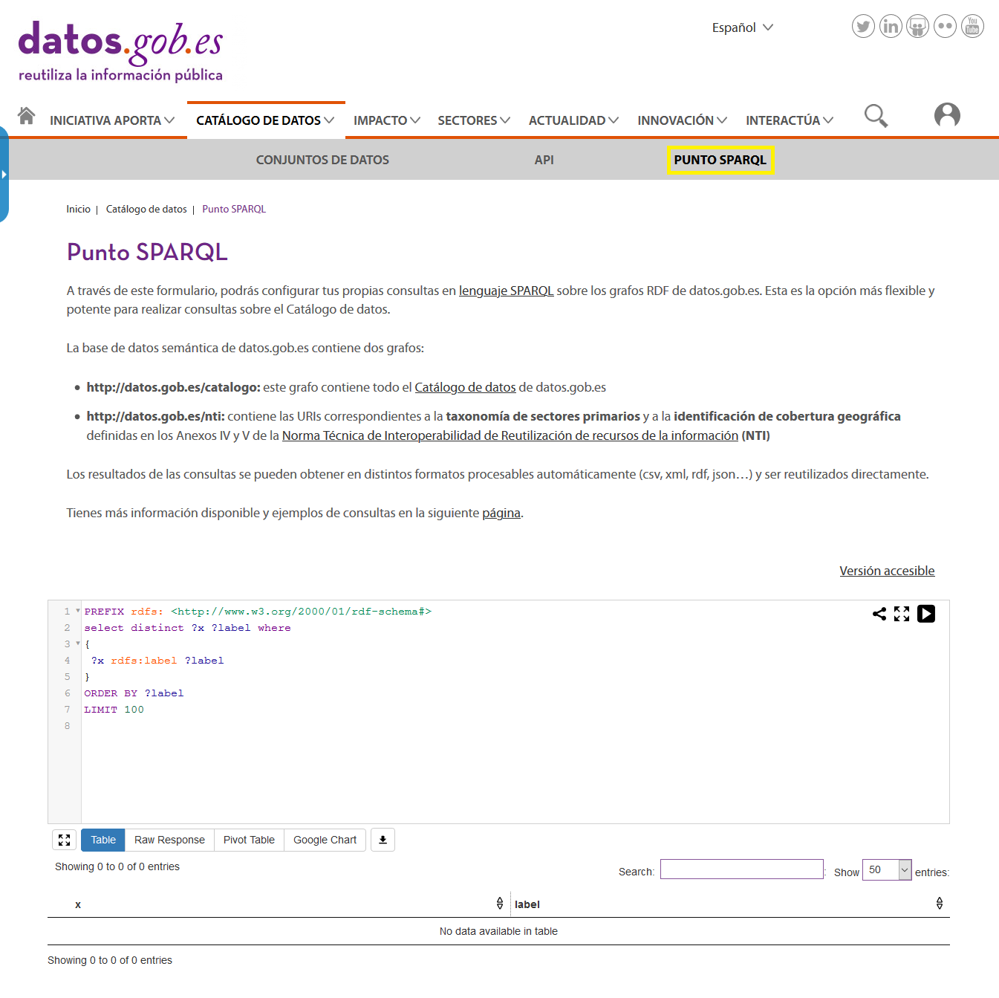 datos.gob.es
reutiliza la información pública
Español
You
Tube
INICIATIVA APORTA
CATÁLOGO DE DATOS
IMPACTO
SECTORES
ACTUALIDAD
INNOVACIÓN
INTERACTÚA
CONJUNTOS DE DATOS
API
PUNTO SPARQL
Inicio | Catálogo de datos | Punto SPARQL
Punto SPARQL
A través de este formulario, podrás configurar tus propias consultas en lenguaje SPARQL sobre los grafos RDF de datos.gob.es. Esta es la opción más flexible y
potente para realizar consultas sobre el Catálogo de datos.
La base de datos semántica de datos.gob.es contiene dos grafos:
• http://datos.gob.es/catalogo: este grafo contiene todo el Catálogo de datos de datos.gob.es
• http://datos.gob.es/nti: contiene las URIs correspondientes a la taxonomía de sectores primarios y a la identificación de cobertura geográfica
definidas en los Anexos IV y V de la Norma Técnica de Interoperabilidad de Reutilización de recursos de la información (NTI)
Los resultados de las consultas se pueden obtener en distintos formatos procesables automáticamente (csv, xml, rdf, json…) y ser reutilizados directamente.
Tienes más información disponible y ejemplos de consultas en la siguiente página.
Versión accesible
1 PREFIX rdfs: <http://www.w3.org/2000/01/rdf-schema#>
2 select distinct ?x ?label where
3 {
4 ?x rdfs:label ?label
5 }
6 ORDER BY ?label
7 LIMIT 100
8
Table
Raw Response
Pivot Table
Google Chart
Showing 0 to 0 of 0 entries
Search: : Show 50 entries:
x label
No data available in table
Showing 0 to 0 of 0 entries